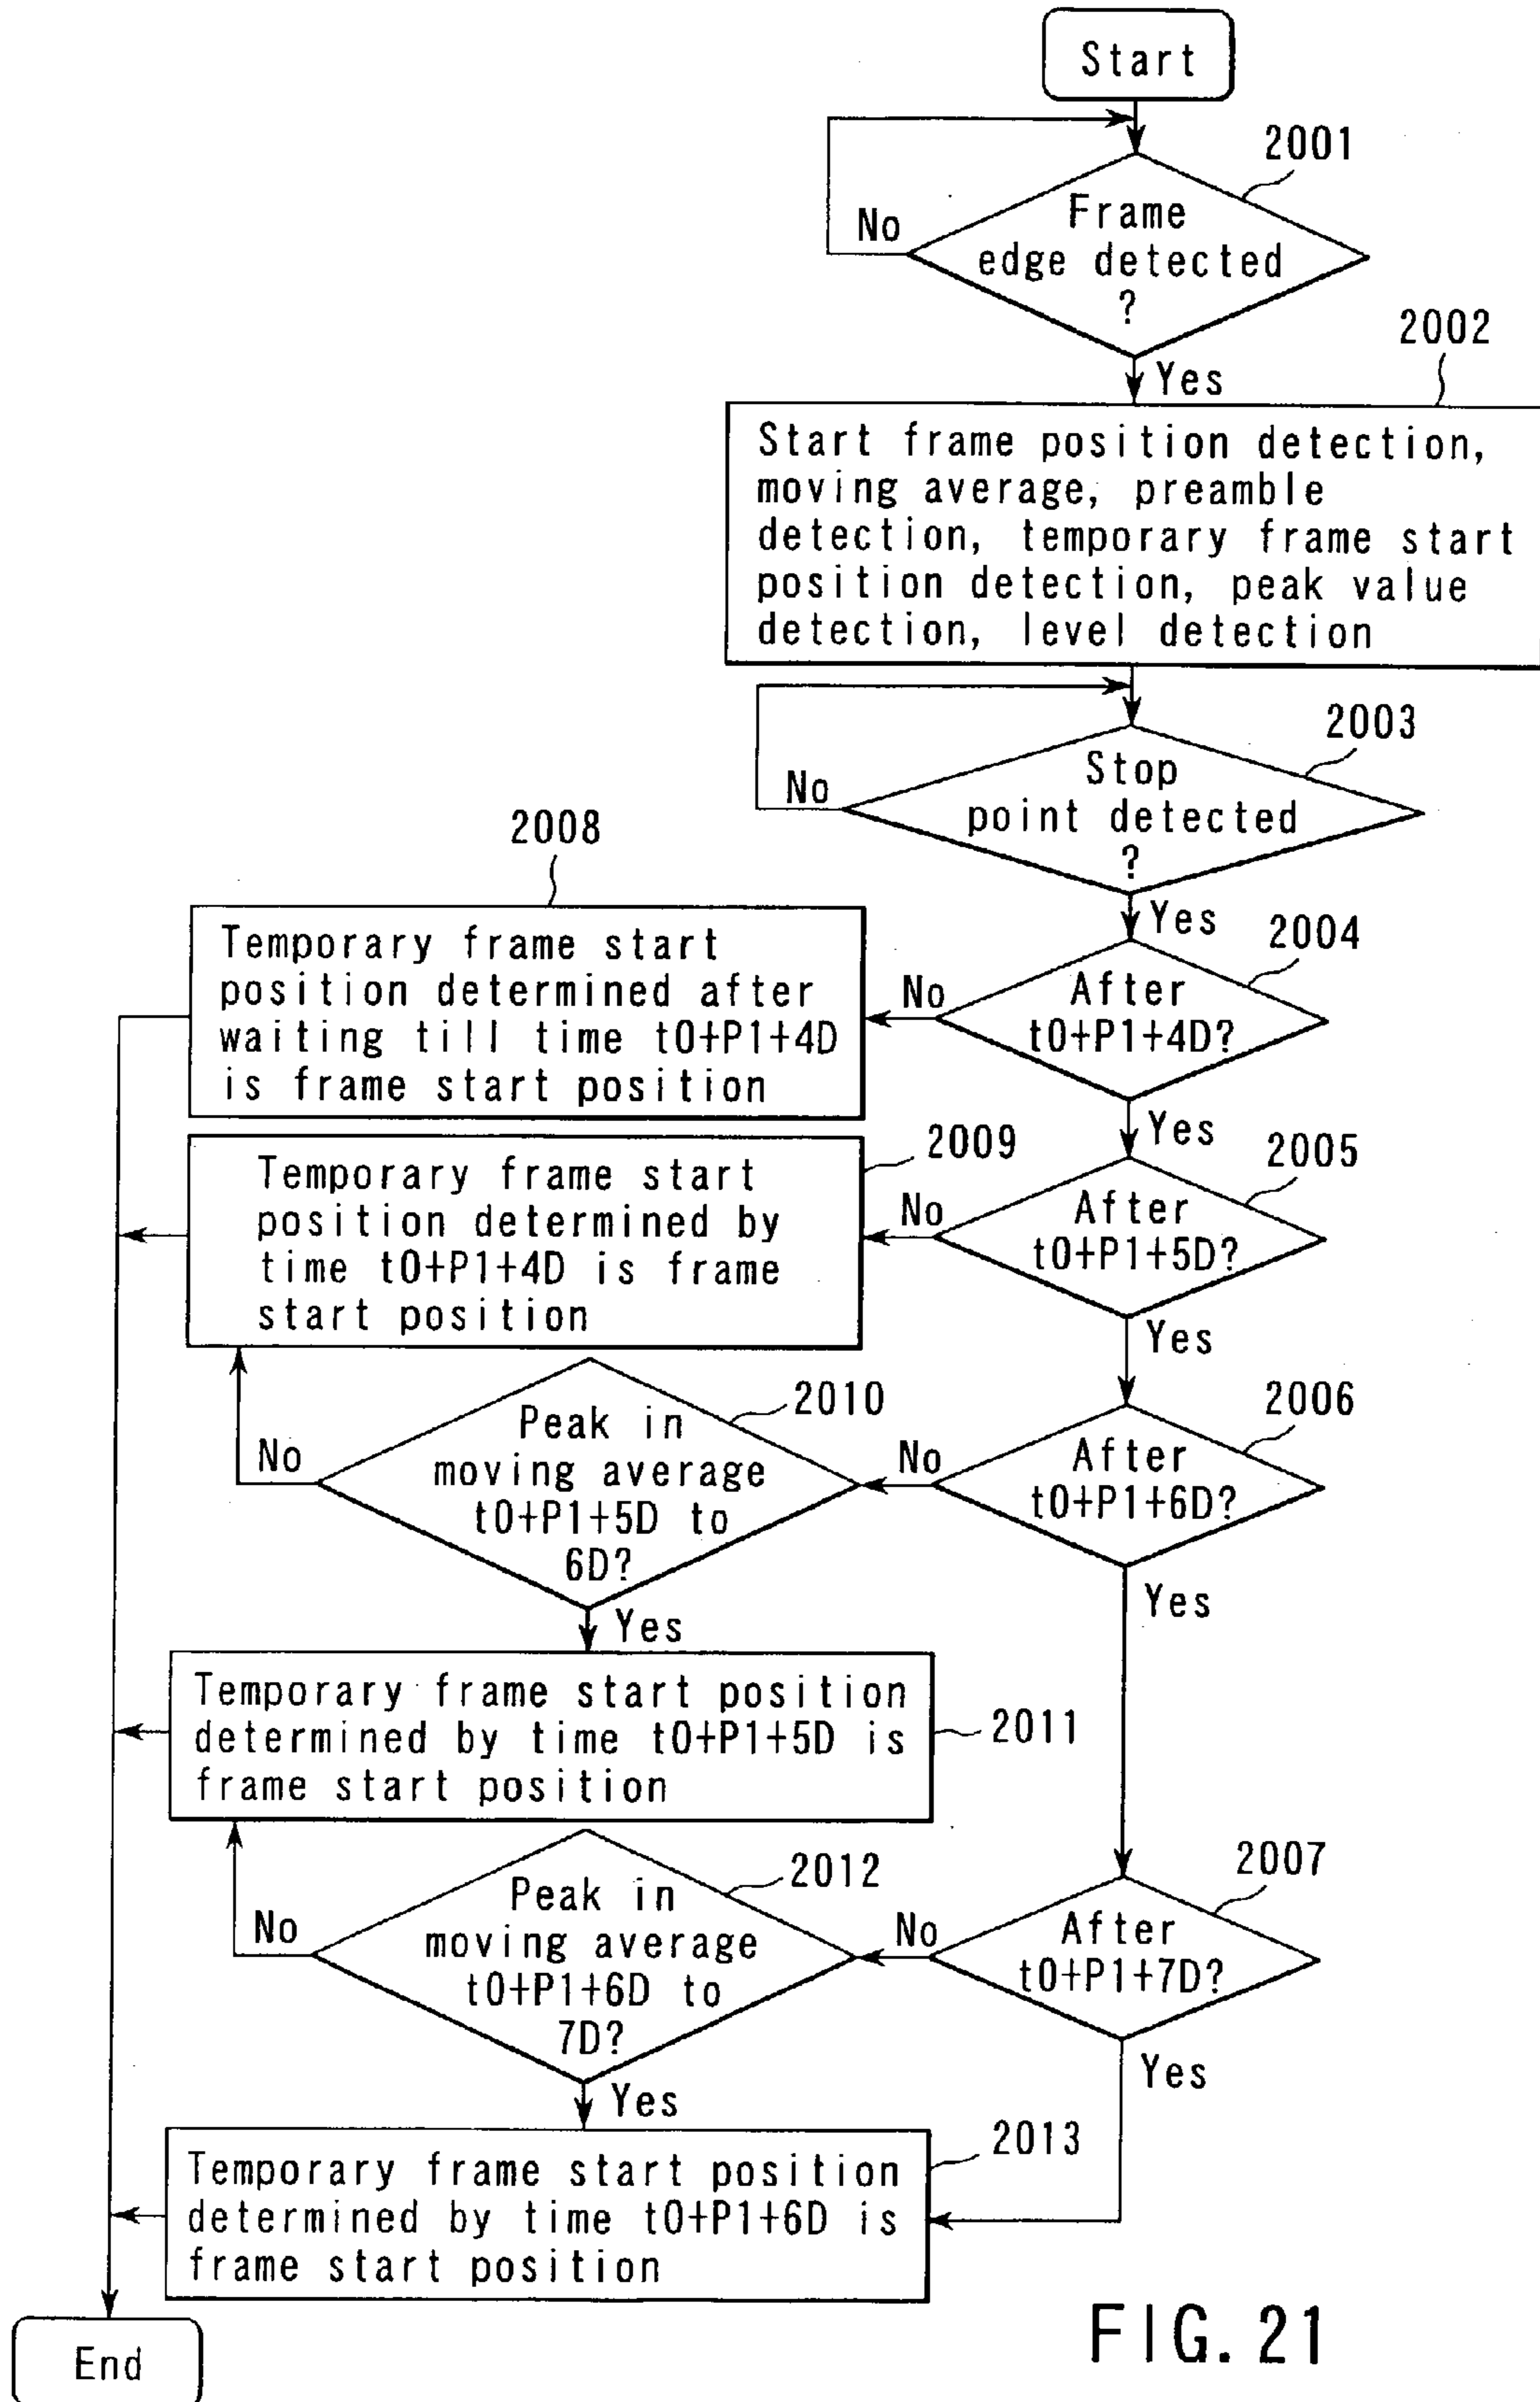 Start
2001
Frame
edge detected
?
No
Yes
2002
Start frame position detection,
moving average, preamble
detection, temporary frame start
position detection, peak value
detection, level detection
2003
Stop
point detected
?
No
Yes
2008
Temporary frame start
position determined after
waiting till time t0+P1+4D
is frame start position
No
2004
After
t0+P1+4D?
Yes
2009
Temporary frame start
position determined by
time t0+P1+4D is frame
start position
No
2005
After
t0+P1+5D?
Yes
2010
Peak in
moving average
t0+P1+5D to
6D?
No
Yes
No
2006
After
t0+P1+6D?
Yes
Temporary frame start position
determined by time t0+P1+5D is
frame start position
2011
2012
Peak in
moving average
t0+P1+6D to
7D?
No
Yes
No
2007
After
t0+P1+7D?
Yes
2013
Temporary frame start position
determined by time t0+P1+6D is
frame start position
End
FIG. 21